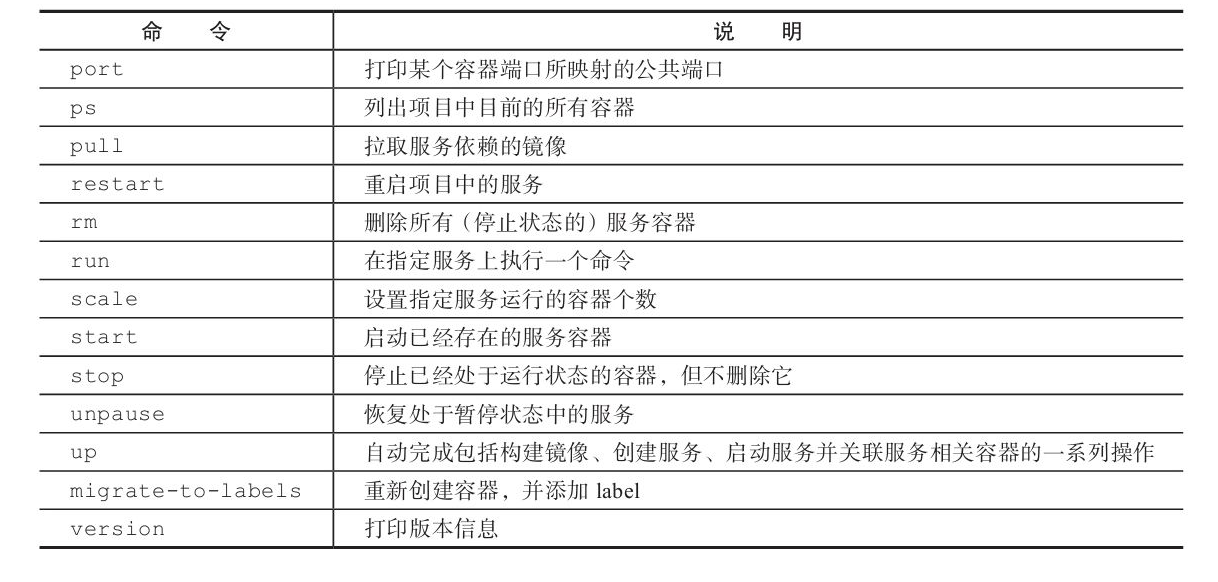 命 令 说 明
port 打印某个容器端口所映射的公共端口
ps 列出项目中目前的所有容器
pull 拉取服务依赖的镜像
restart 重启项目中的服务
rm 删除所有（停止状态的）服务容器
run 在指定服务上执行一个命令
scale 设置指定服务运行的容器个数
start 启动已经存在的服务容器
stop 停止已经处于运行状态的容器，但不删除它
unpause 恢复处于暂停状态中的服务
up 自动完成包括构建镜像、创建服务、启动服务并关联服务相关容器的一系列操作
migrate-to-labels 重新创建容器，并添加 label
version 打印版本信息